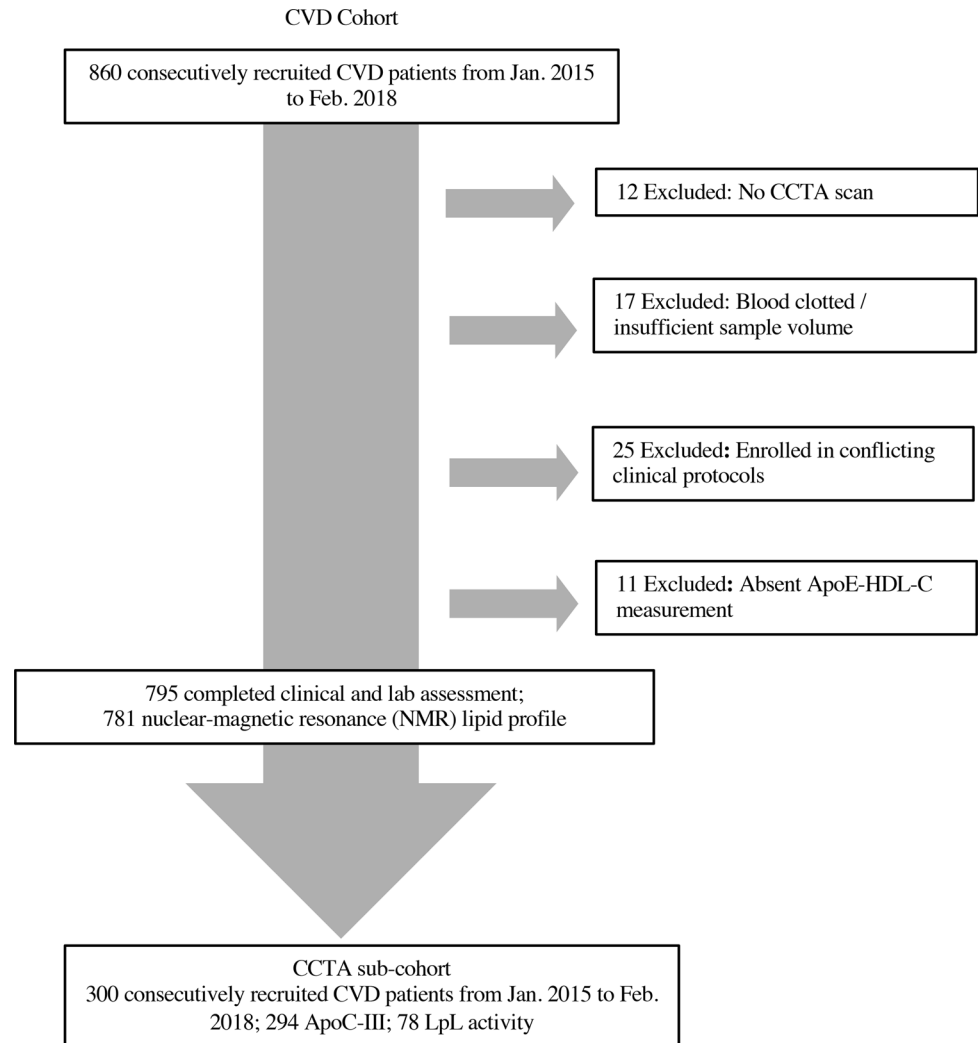 CVD Cohort
860 consecutively recruited CVD patients from Jan. 2015
to Feb. 2018
12 Excluded: No CCTA scan
17 Excluded: Blood clotted /
insufficient sample volume
25 Excluded: Enrolled in conflicting
clinical protocols
11 Excluded: Absent ApoE-HDL-C
measurement
795 completed clinical and lab assessment;
781 nuclear-magnetic resonance (NMR) lipid profile
CCTA sub-cohort
300 consecutively recruited CVD patients from Jan. 2015 to Feb.
2018; 294 ApoC-III; 78 LpL activity